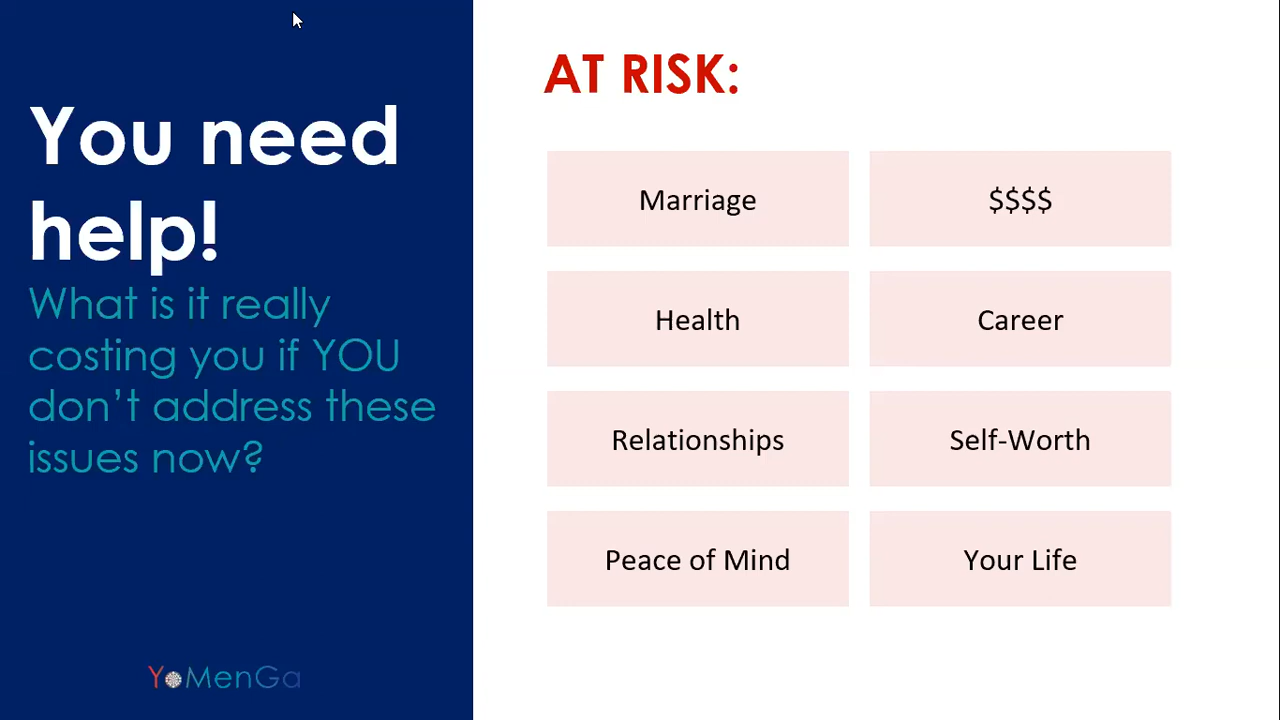 You need
help!
What is it really
costing you if YOU
don’t address these
issues now?
YoMenGa
AT RISK:
Marriage
$$$$
Health
Career
Relationships
Self-Worth
Peace of Mind
Your Life